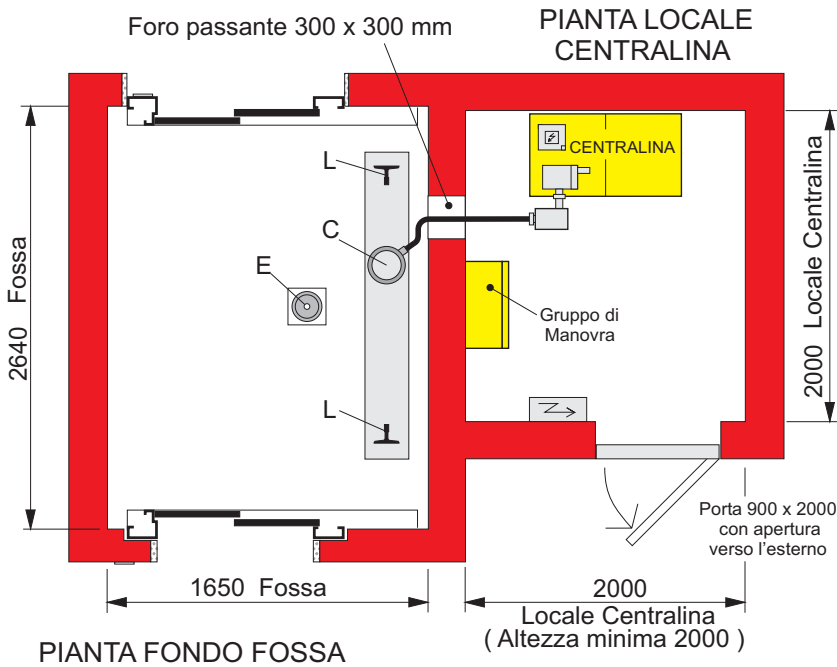 Foro passante 300 x 300 mm
PIANTA LOCALE
CENTRALINA
L
CENTRALINA
C
E
2640 Fossa
Gruppo di
Manovra
2000 Locale Centralina
L
Porta 900 x 2000
con apertura
verso l'esterno
1650 Fossa
2000
Locale Centralina
( Altezza minima 2000 )
PIANTA FONDO FOSSA